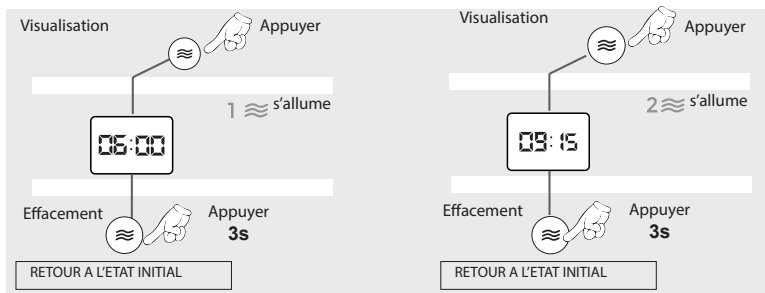 Visualisation
Appuyer
1 s’allume
06:00
Effacement
Appuyer
3s
RETOUR A L’ETAT INITIAL
Visualisation
Appuyer
2 s’allume
09:15
Effacement
Appuyer
3s
RETOUR A L’ETAT INITIAL